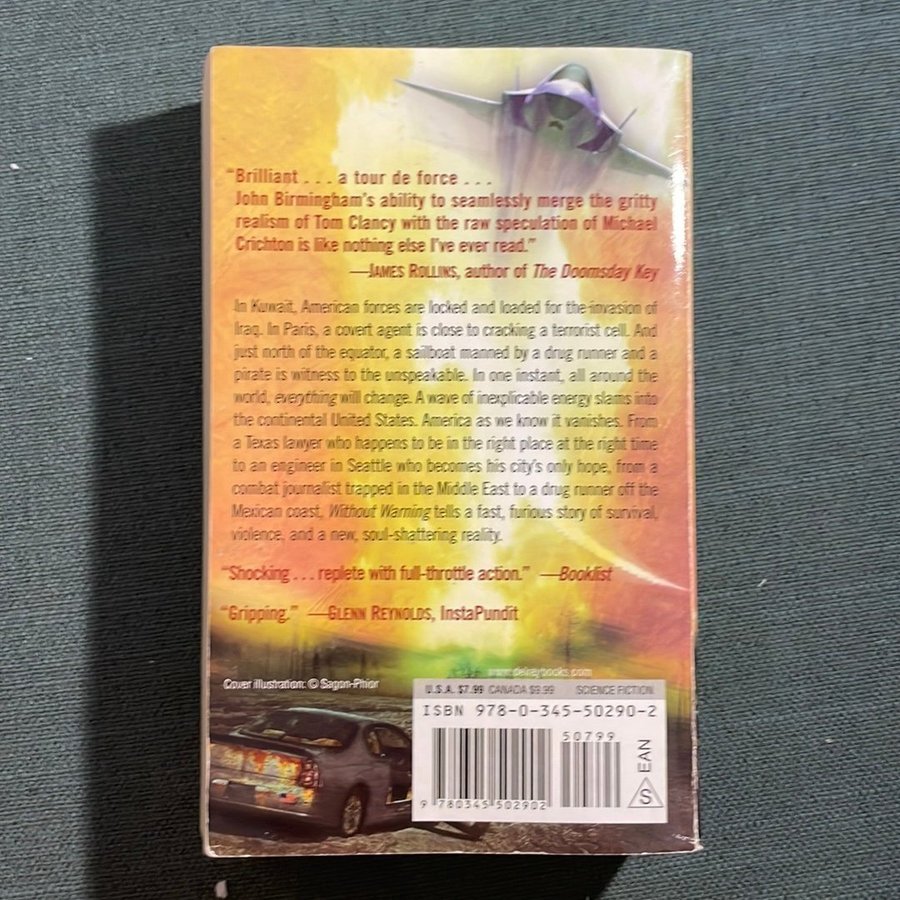 “Brilliant . . . a tour de force . . .
John Birmingham’s ability to seamlessly merge the gritty
realism of Tom Clancy with the raw speculation of Michael
Crichton is like nothing else I’ve ever read.”
—JAMES ROLLINS, author of The Doomsday Key
In Kuwait, American forces are locked and loaded for the invasion of
Iraq. In Paris, a covert agent is close to cracking a terrorist cell. And
just north of the equator, a sailboat manned by a drug runner and a
pirate is witness to the unspeakable. In one instant, all around the
world, everything will change. A wave of inexplicable energy slams into
the continental United States. America as we know it vanishes. From
a Texas lawyer who happens to be in the right place at the right time
to an engineer in Seattle who becomes his city’s only hope, from a
combat journalist trapped in the Middle East to a drug runner off the
Mexican coast, Without Warning tells a fast, furious story of survival,
violence, and a new, soul-shattering reality.
“Shocking . . . replete with full-throttle action.” —Booklist
“Gripping.” —GLENN REYNOLDS, InstaPundit
www.delreybooks.com
Cover illustration: © Sagon-Phior
U.S.A. $7.99 CANADA $9.99 SCIENCE FICTION
ISBN 978-0-345-50290-2
50799
9 780345 502902
S EAN